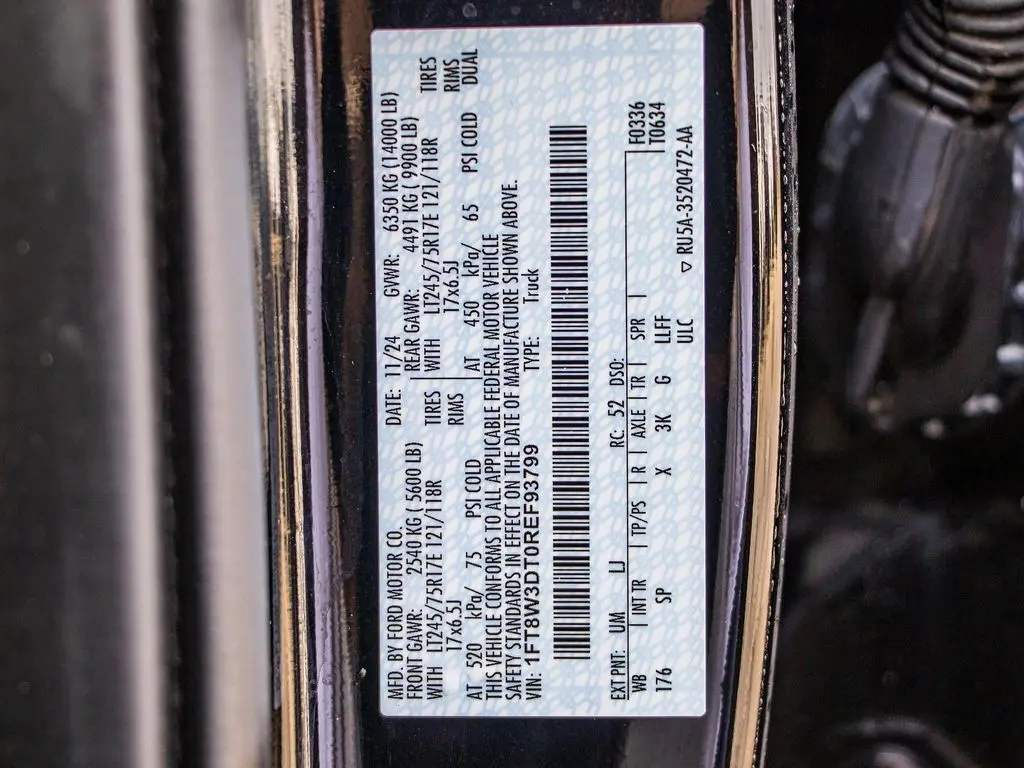 MFD. BY FORD MOTOR CO. DATE: 11/24 GVWR: 6350 KG (14000 LB)
FRONT GAWR: 2540 KG ( 5600 LB) REAR GAWR: 4491 KG ( 9900 LB)
WITH LT245/75R17E 121/118R TIRES WITH LT245/75R17E 121/118R TIRES
17x6.5J RIMS 17x6.5J RIMS
AT 520 kPa/ 75 PSI COLD AT 450 kPa/ 65 PSI COLD DUAL
THIS VEHICLE CONFORMS TO ALL APPLICABLE FEDERAL MOTOR VEHICLE
SAFETY STANDARDS IN EFFECT ON THE DATE OF MANUFACTURE SHOWN ABOVE.
VIN: 1FT8W3DT0REF93799 TYPE: Truck
EXT PNT: UM LJ RC: 52 DSO: F0336
WB INT TR TP/PS R AXLE TR SPR T0634
176 SP X 3K G LLFF
ULC ▽ RU5A-3520472-AA